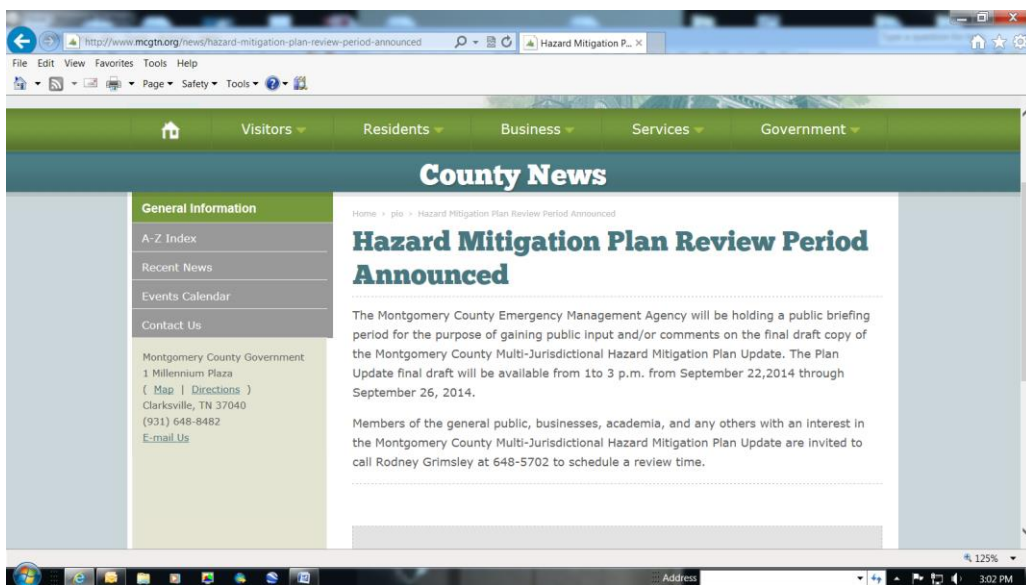 http://www.mcgtn.org/news/hazard-mitigation-plan-review-period-announced
Hazard Mitigation P...
File Edit View Favorites Tools Help
Page Safety Tools
Visitors Residents Business Services Government
County News
General Information
A-Z Index
Recent News
Events Calendar
Contact Us
Montgomery County Government
1 Millennium Plaza
( Map | Directions )
Clarksville, TN 37040
(931) 648-8482
E-mail Us
Home › pio › Hazard Mitigation Plan Review Period Announced
Hazard Mitigation Plan Review Period
Announced
The Montgomery County Emergency Management Agency will be holding a public briefing
period for the purpose of gaining public input and/or comments on the final draft copy of
the Montgomery County Multi-Jurisdictional Hazard Mitigation Plan Update. The Plan
Update final draft will be available from 1to 3 p.m. from September 22,2014 through
September 26, 2014.
Members of the general public, businesses, academia, and any others with an interest in
the Montgomery County Multi-Jurisdictional Hazard Mitigation Plan Update are invited to
call Rodney Grimsley at 648-5702 to schedule a review time.
125%
Address
3:02 PM